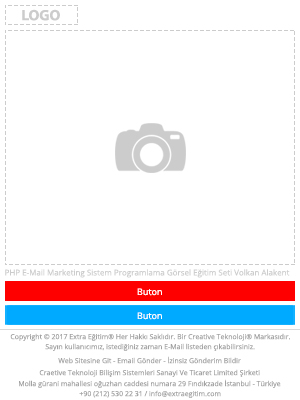 LOGO
PHP E-Mail Marketing Sistem Programlama Görsel Eğitim Seti Volkan Alakent
Buton
Buton
Copyright © 2017 Extra Eğitim® Her Hakkı Saklıdır. Bir Creative Teknoloji® Markasıdır.
Sayın kullanıcımız, istediğiniz zaman E-Mail listeden çıkabilirsiniz.
Web Sitesine Git - Email Gönder - İzinsiz Gönderim Bildir
Craetive Teknoloji Bilişim Sistemleri Sanayi Ve Ticaret Limited Şirketi
Molla gürani mahallesi oğuzhan caddesi numara 29 Fındıkzade İstanbul - Türkiye
+90 (212) 530 22 31 / info@extraegitim.com